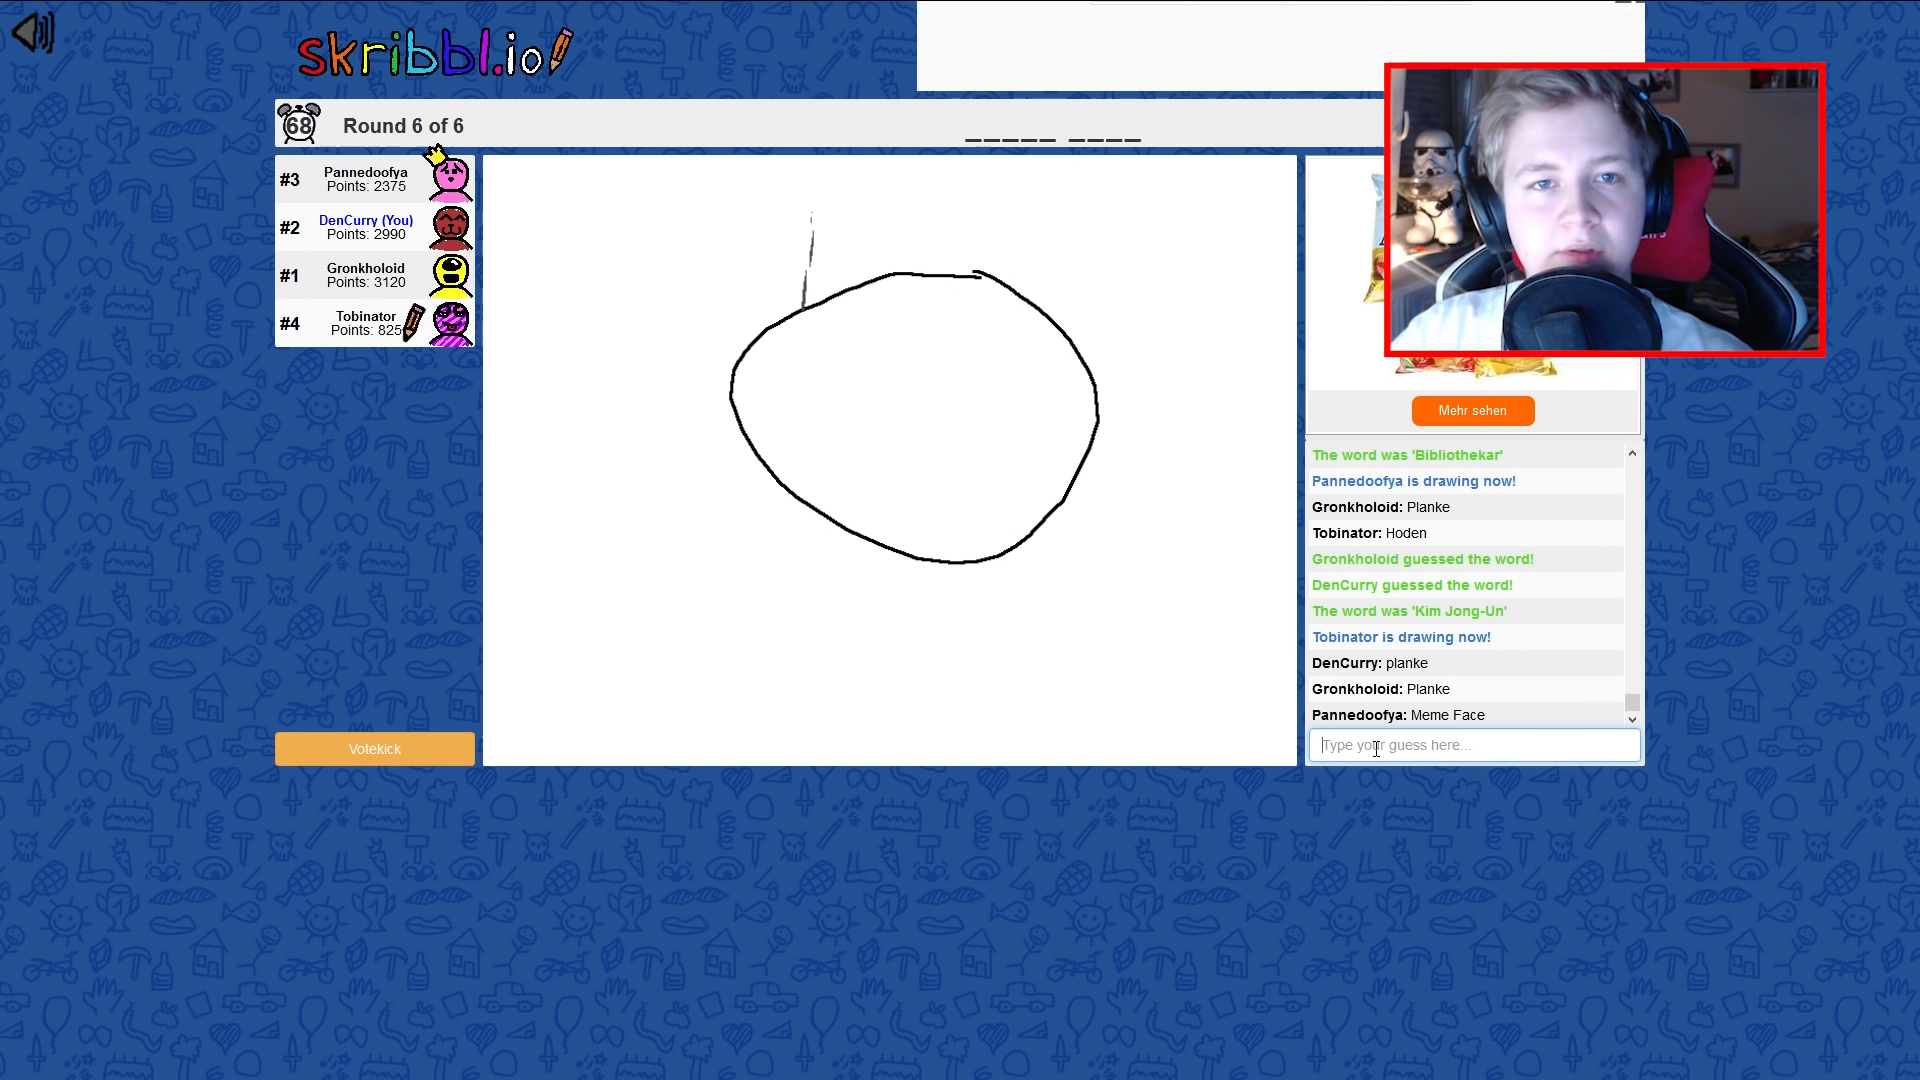 skribbl.io
68
Round 6 of 6
_____ ____
#3
Pannedoofya
Points: 2375
#2
DenCurry (You)
Points: 2990
#1
Gronkholoid
Points: 3120
#4
Tobinator
Points: 825
Votekick
Mehr sehen
The word was 'Bibliothekar'
Pannedoofya is drawing now!
Gronkholoid: Planke
Tobinator: Hoden
Gronkholoid guessed the word!
DenCurry guessed the word!
The word was 'Kim Jong-Un'
Tobinator is drawing now!
DenCurry: planke
Gronkholoid: Planke
Pannedoofya: Meme Face
Type your guess here...